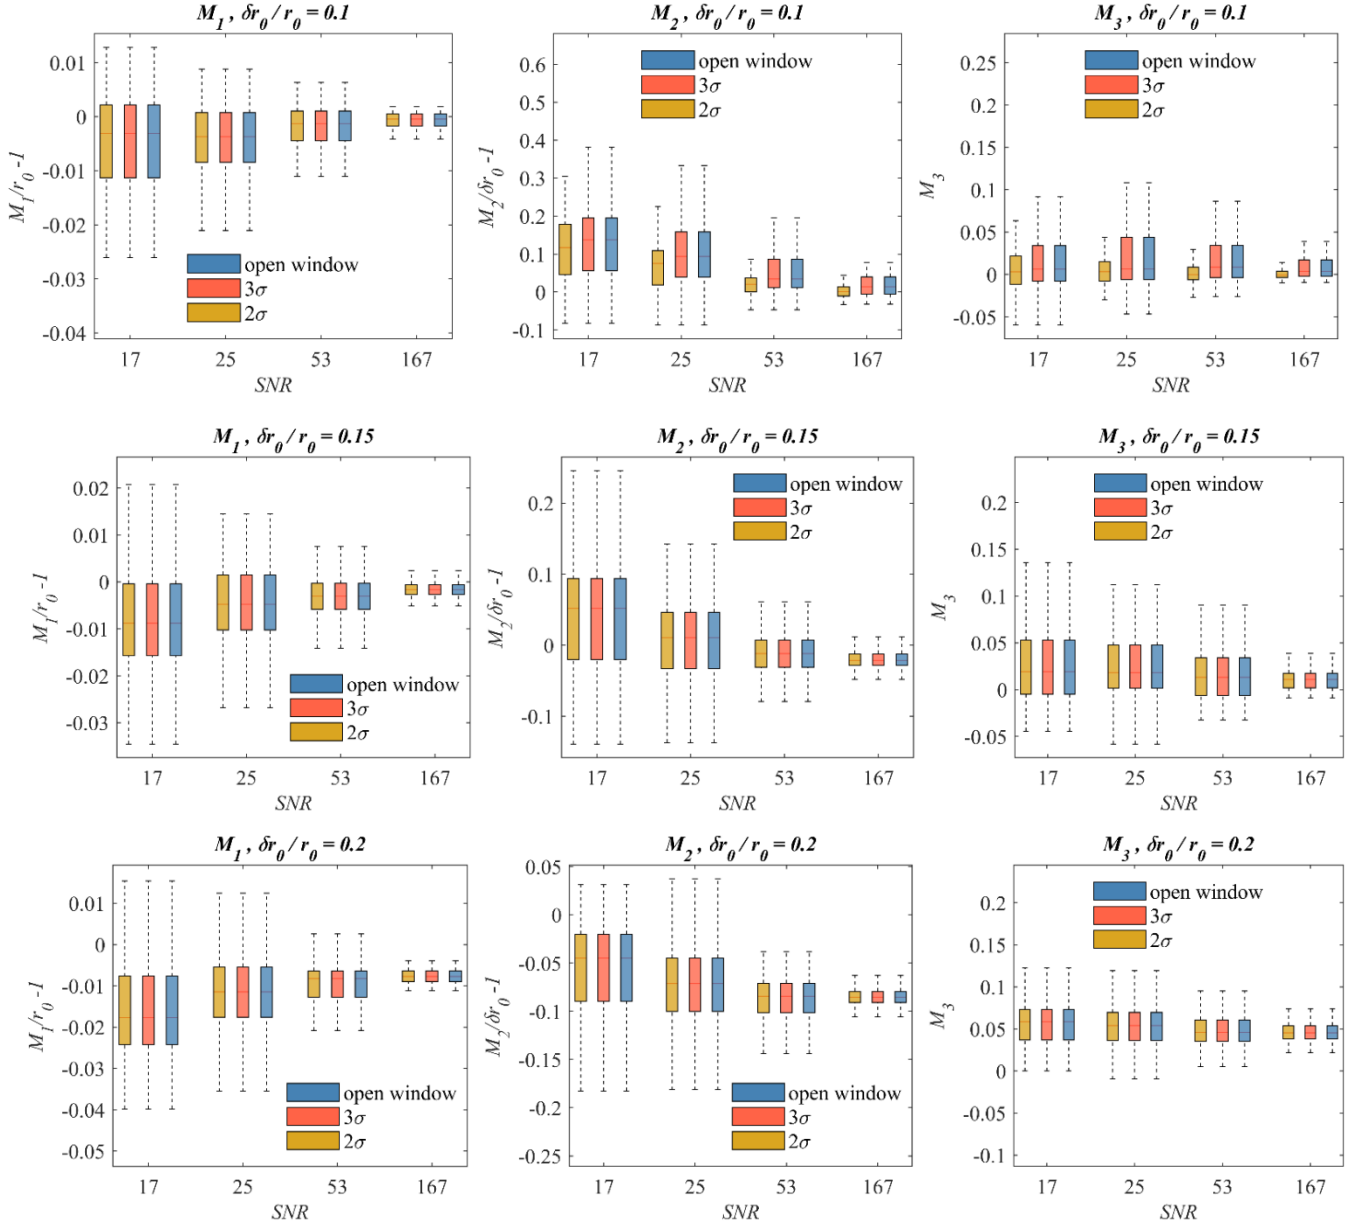 M₁ , δr₀ / r₀ = 0.1
0.01
0
-0.01
-0.02
-0.03
-0.04
M₁/r₀ -1
open window
3σ
2σ
17 25 53 167
SNR
M₂ , δr₀ / r₀ = 0.1
0.6
0.5
0.4
0.3
0.2
0.1
0
-0.1
M₂/δr₀ -1
open window
3σ
2σ
17 25 53 167
SNR
M₃ , δr₀ / r₀ = 0.1
0.25
0.2
0.15
0.1
0.05
0
-0.05
M₃
open window
3σ
2σ
17 25 53 167
SNR
M₁ , δr₀ / r₀ = 0.15
0.02
0.01
0
-0.01
-0.02
-0.03
M₁/r₀ -1
open window
3σ
2σ
17 25 53 167
SNR
M₂ , δr₀ / r₀ = 0.15
0.2
0.1
0
-0.1
M₂/δr₀ -1
open window
3σ
2σ
17 25 53 167
SNR
M₃ , δr₀ / r₀ = 0.15
0.2
0.15
0.1
0.05
0
-0.05
M₃
open window
3σ
2σ
17 25 53 167
SNR
M₁ , δr₀ / r₀ = 0.2
0.01
0
-0.01
-0.02
-0.03
-0.04
-0.05
M₁/r₀ -1
open window
3σ
2σ
17 25 53 167
SNR
M₂ , δr₀ / r₀ = 0.2
0.05
0
-0.05
-0.1
-0.15
-0.2
-0.25
M₂/δr₀ -1
open window
3σ
2σ
17 25 53 167
SNR
M₃ , δr₀ / r₀ = 0.2
0.2
0.15
0.1
0.05
0
-0.05
-0.1
M₃
open window
3σ
2σ
17 25 53 167
SNR